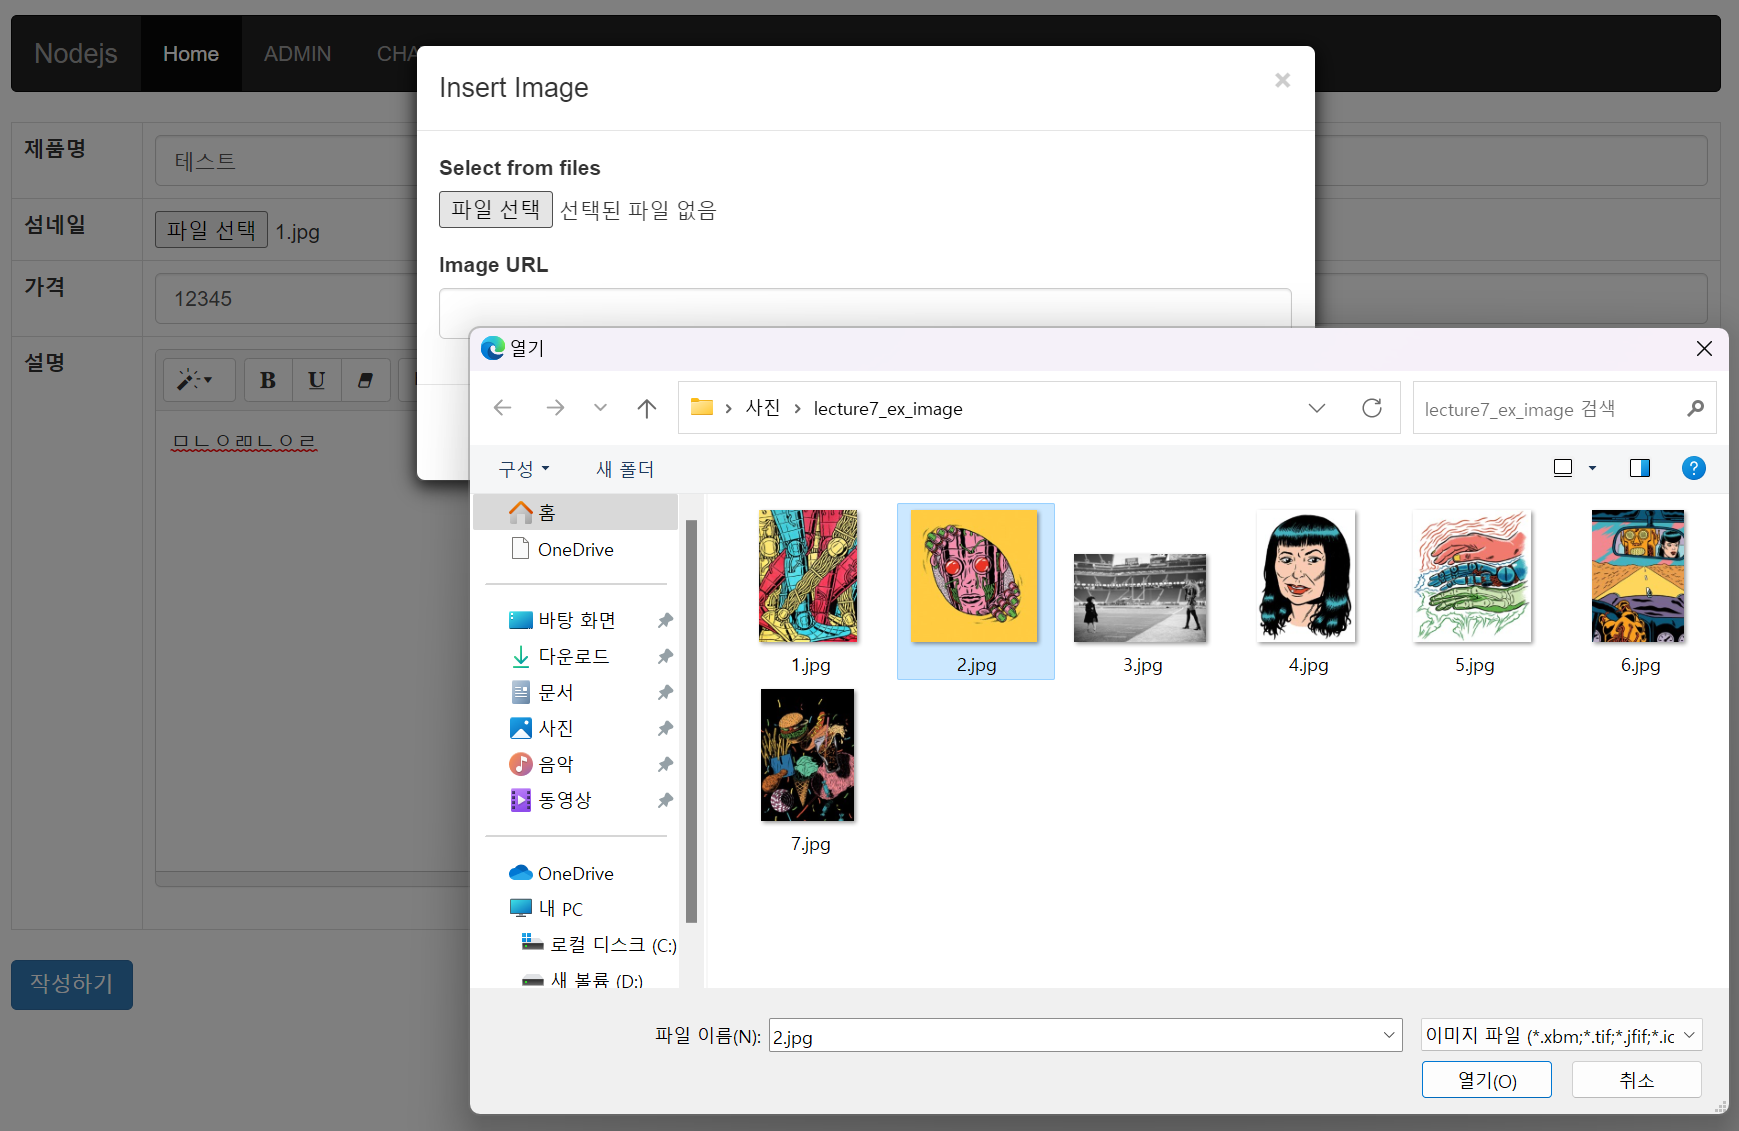 Nodejs Home ADMIN CHA
Insert Image ×
제품명 테스트
섬네일 파일 선택 1.jpg
가격 12345
설명
B U
ㅁㄴㅇㄻㄴㅇㄹ
작성하기
Select from files
파일 선택 선택된 파일 없음
Image URL
열기
사진 › lecture7_ex_image
lecture7_ex_image 검색
구성 새 폴더
홈
OneDrive
바탕 화면
다운로드
문서
사진
음악
동영상
OneDrive
내 PC
로컬 디스크 (C:)
새 볼륨 (D:)
1.jpg 2.jpg 3.jpg 4.jpg 5.jpg 6.jpg
7.jpg
파일 이름(N): 2.jpg 이미지 파일 (*.xbm;*.tif;*.jfif;*.ic
열기(O) 취소